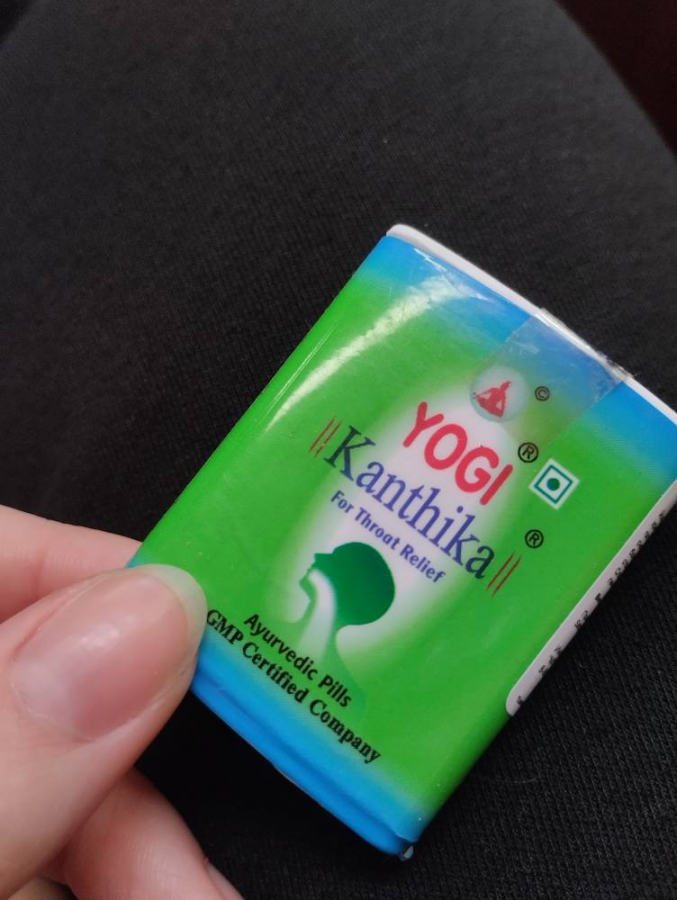 ©
YOGI ®
Kanthika ®
For Throat Relief
Ayurvedic Pills
GMP Certified Company